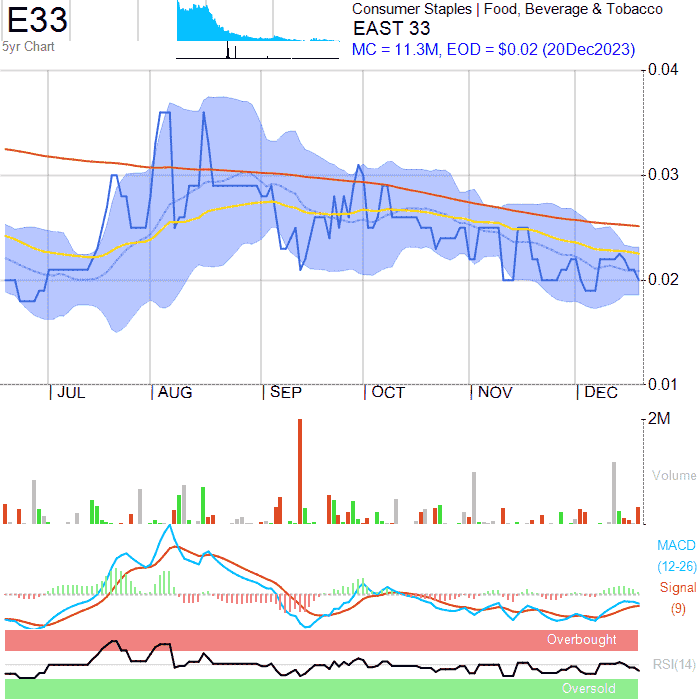 E33
5yr Chart
Consumer Staples | Food, Beverage & Tobacco
EAST 33
MC = 11.3M, EOD = $0.02 (20Dec2023)
0.04
0.03
0.02
0.01
JUL AUG SEP OCT NOV DEC
2M
Volume
MACD
(12-26)
Signal
(9)
Overbought
RSI(14)
Oversold